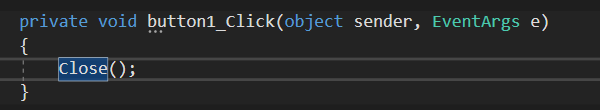 private void button1_Click(object sender, EventArgs e)
{
    Close();
}